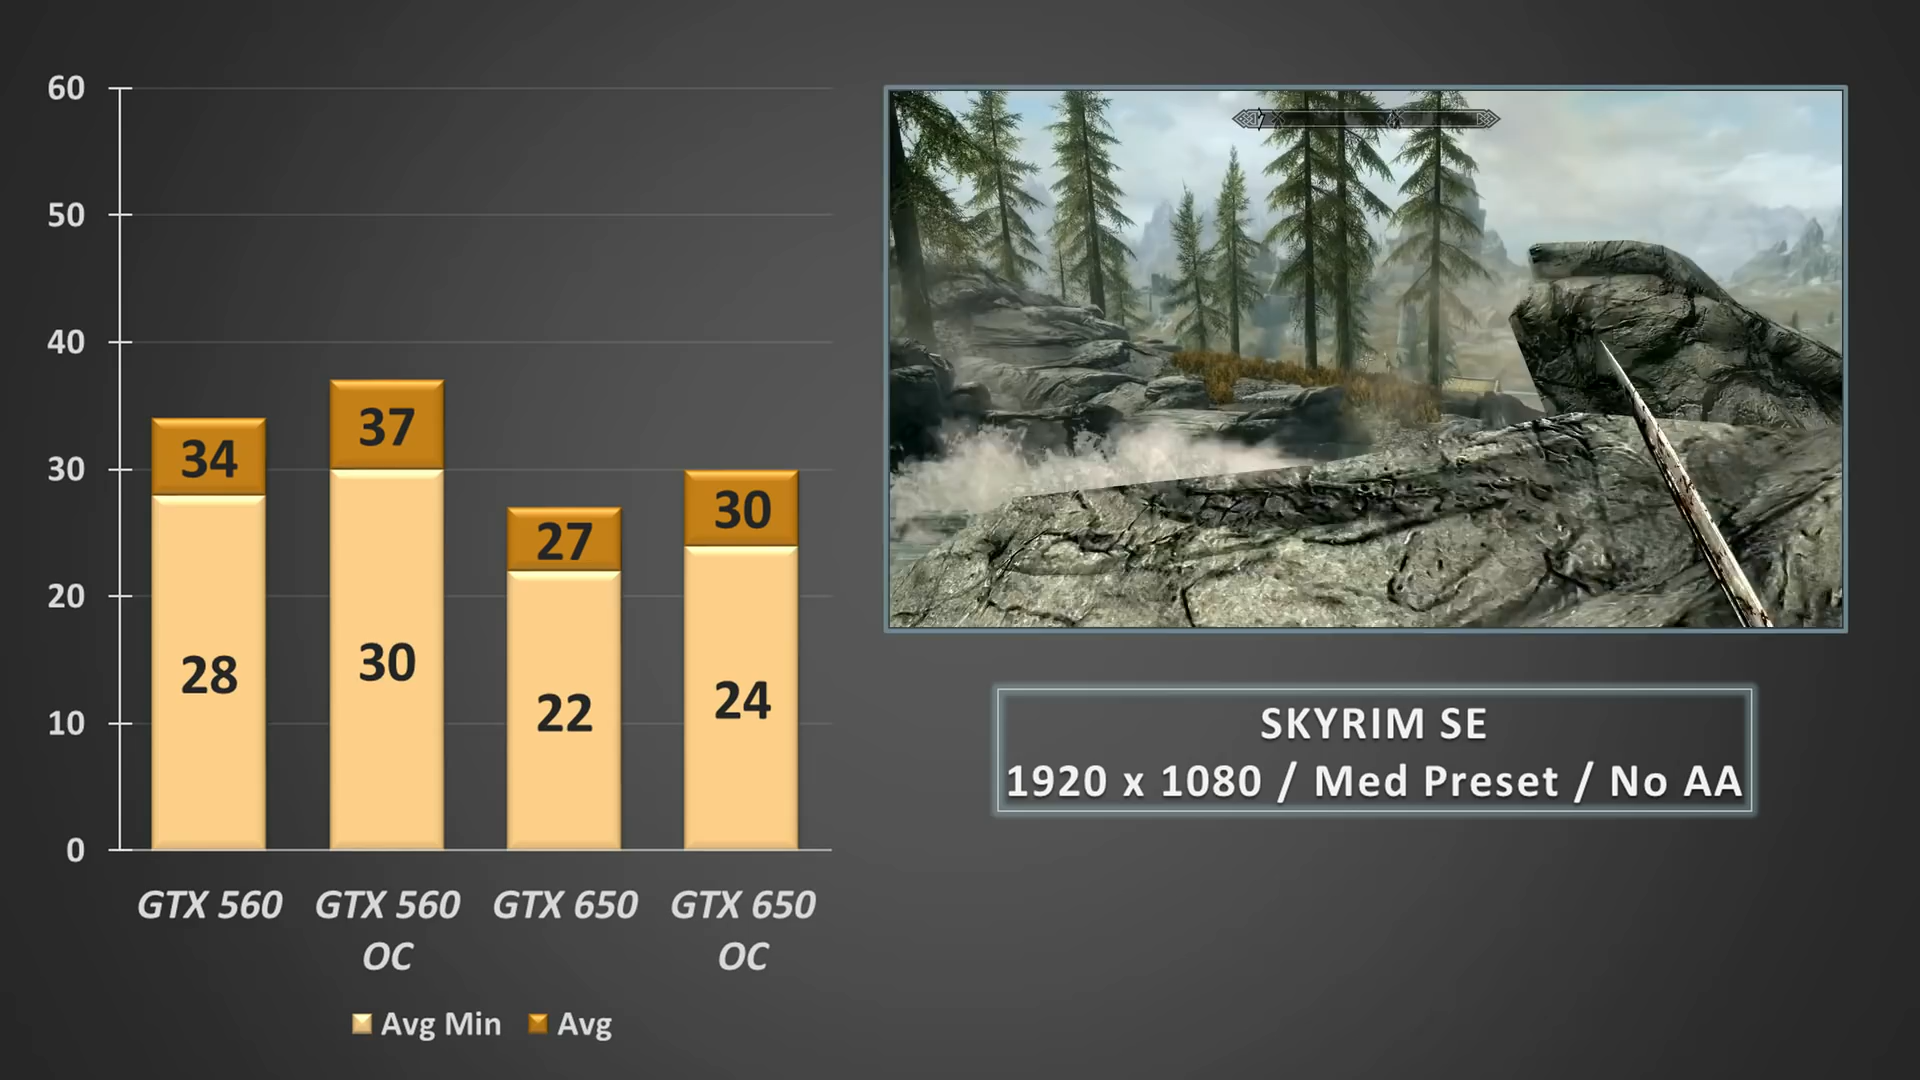 60
50
40
30
20
10
0
34
28
37
30
27
22
30
24
GTX 560
GTX 560
OC
GTX 650
GTX 650
OC
Avg Min
Avg
SKYRIM SE
1920 x 1080 / Med Preset / No AA